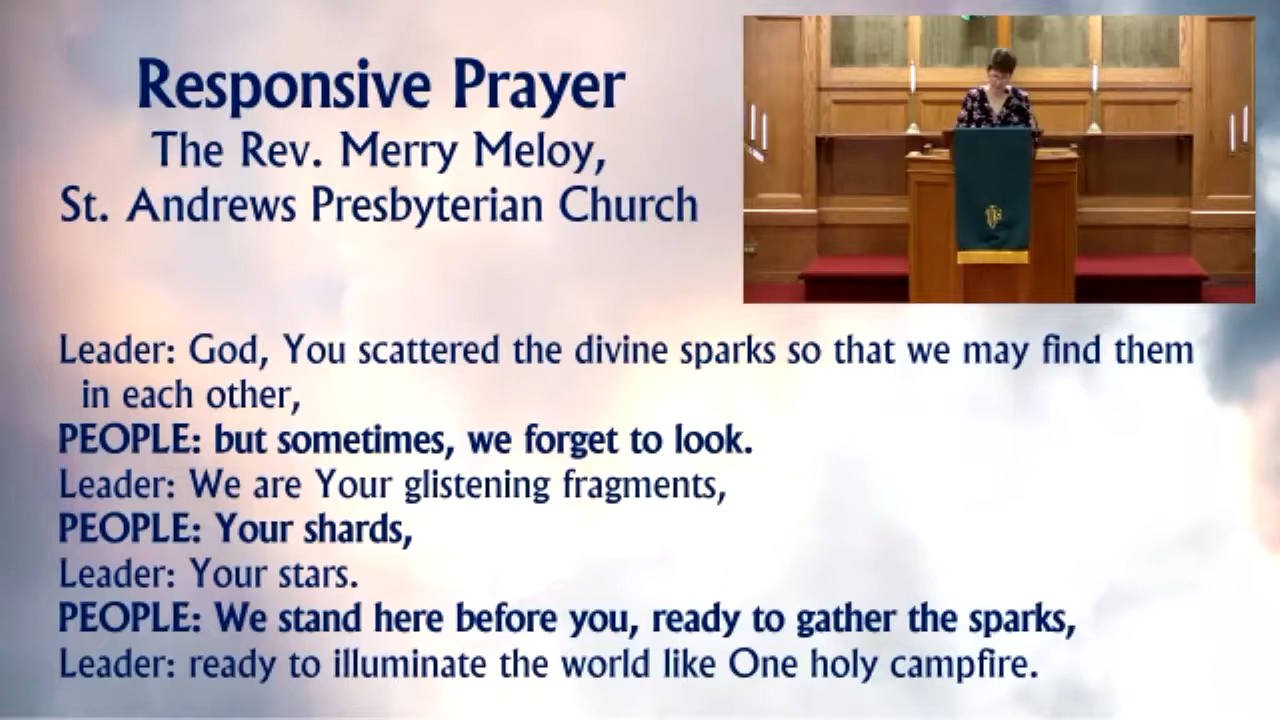 Responsive Prayer
The Rev. Merry Meloy,
St. Andrews Presbyterian Church
Leader: God, You scattered the divine sparks so that we may find them
in each other,
PEOPLE: but sometimes, we forget to look.
Leader: We are Your glistening fragments,
PEOPLE: Your shards,
Leader: Your stars.
PEOPLE: We stand here before you, ready to gather the sparks,
Leader: ready to illuminate the world like One holy campfire.